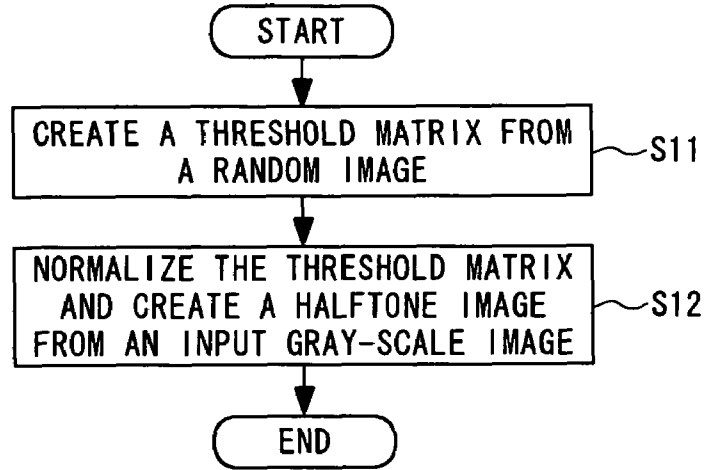 START
CREATE A THRESHOLD MATRIX FROM
A RANDOM IMAGE
S11
NORMALIZE THE THRESHOLD MATRIX
AND CREATE A HALFTONE IMAGE
FROM AN INPUT GRAY-SCALE IMAGE
S12
END